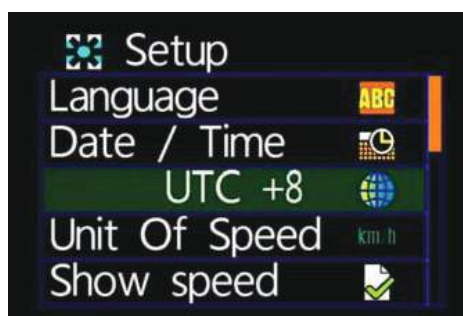 Setup
Language ABC
Date / Time
UTC +8
Unit Of Speed km/h
Show speed